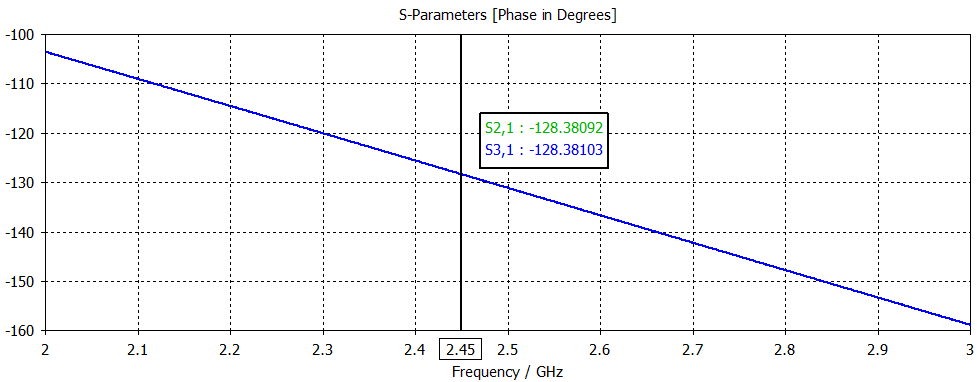 S-Parameters [Phase in Degrees]
-100
-110
-120
-130
-140
-150
-160
S2,1 : -128.38092
S3,1 : -128.38103
2 2.1 2.2 2.3 2.4 2.45 2.5 2.6 2.7 2.8 2.9 3
Frequency / GHz